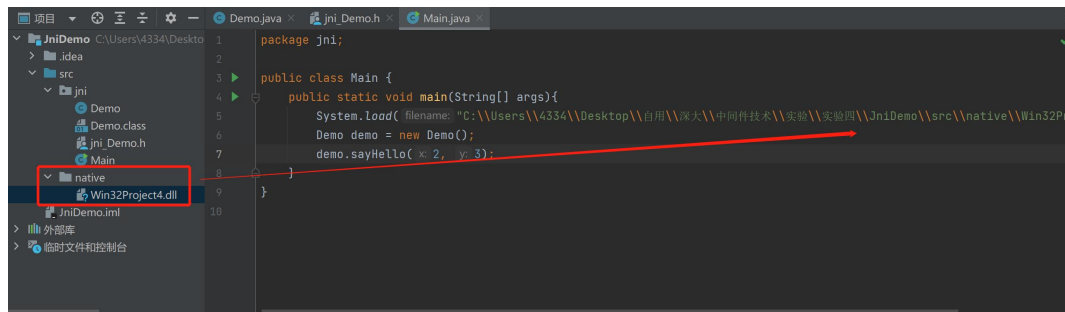 项目
Demo.java
jni_Demo.h
Main.java
JniDemo C:\Users\4334\Deskto
.idea
src
jni
Demo
Demo.class
jni_Demo.h
Main
native
Win32Project4.dll
JniDemo.iml
外部库
临时文件和控制台
1 package jni;
2
3 public class Main {
4 public static void main(String[] args){
5 System.load( filename: "C:\\Users\\4334\\Desktop\\自用\\深大\\中间件技术\\实验\\实验四\\JniDemo\\src\\native\\Win32Pr
6 Demo demo = new Demo();
7 demo.sayHello( x: 2, y: 3);
8 }
9 }
10